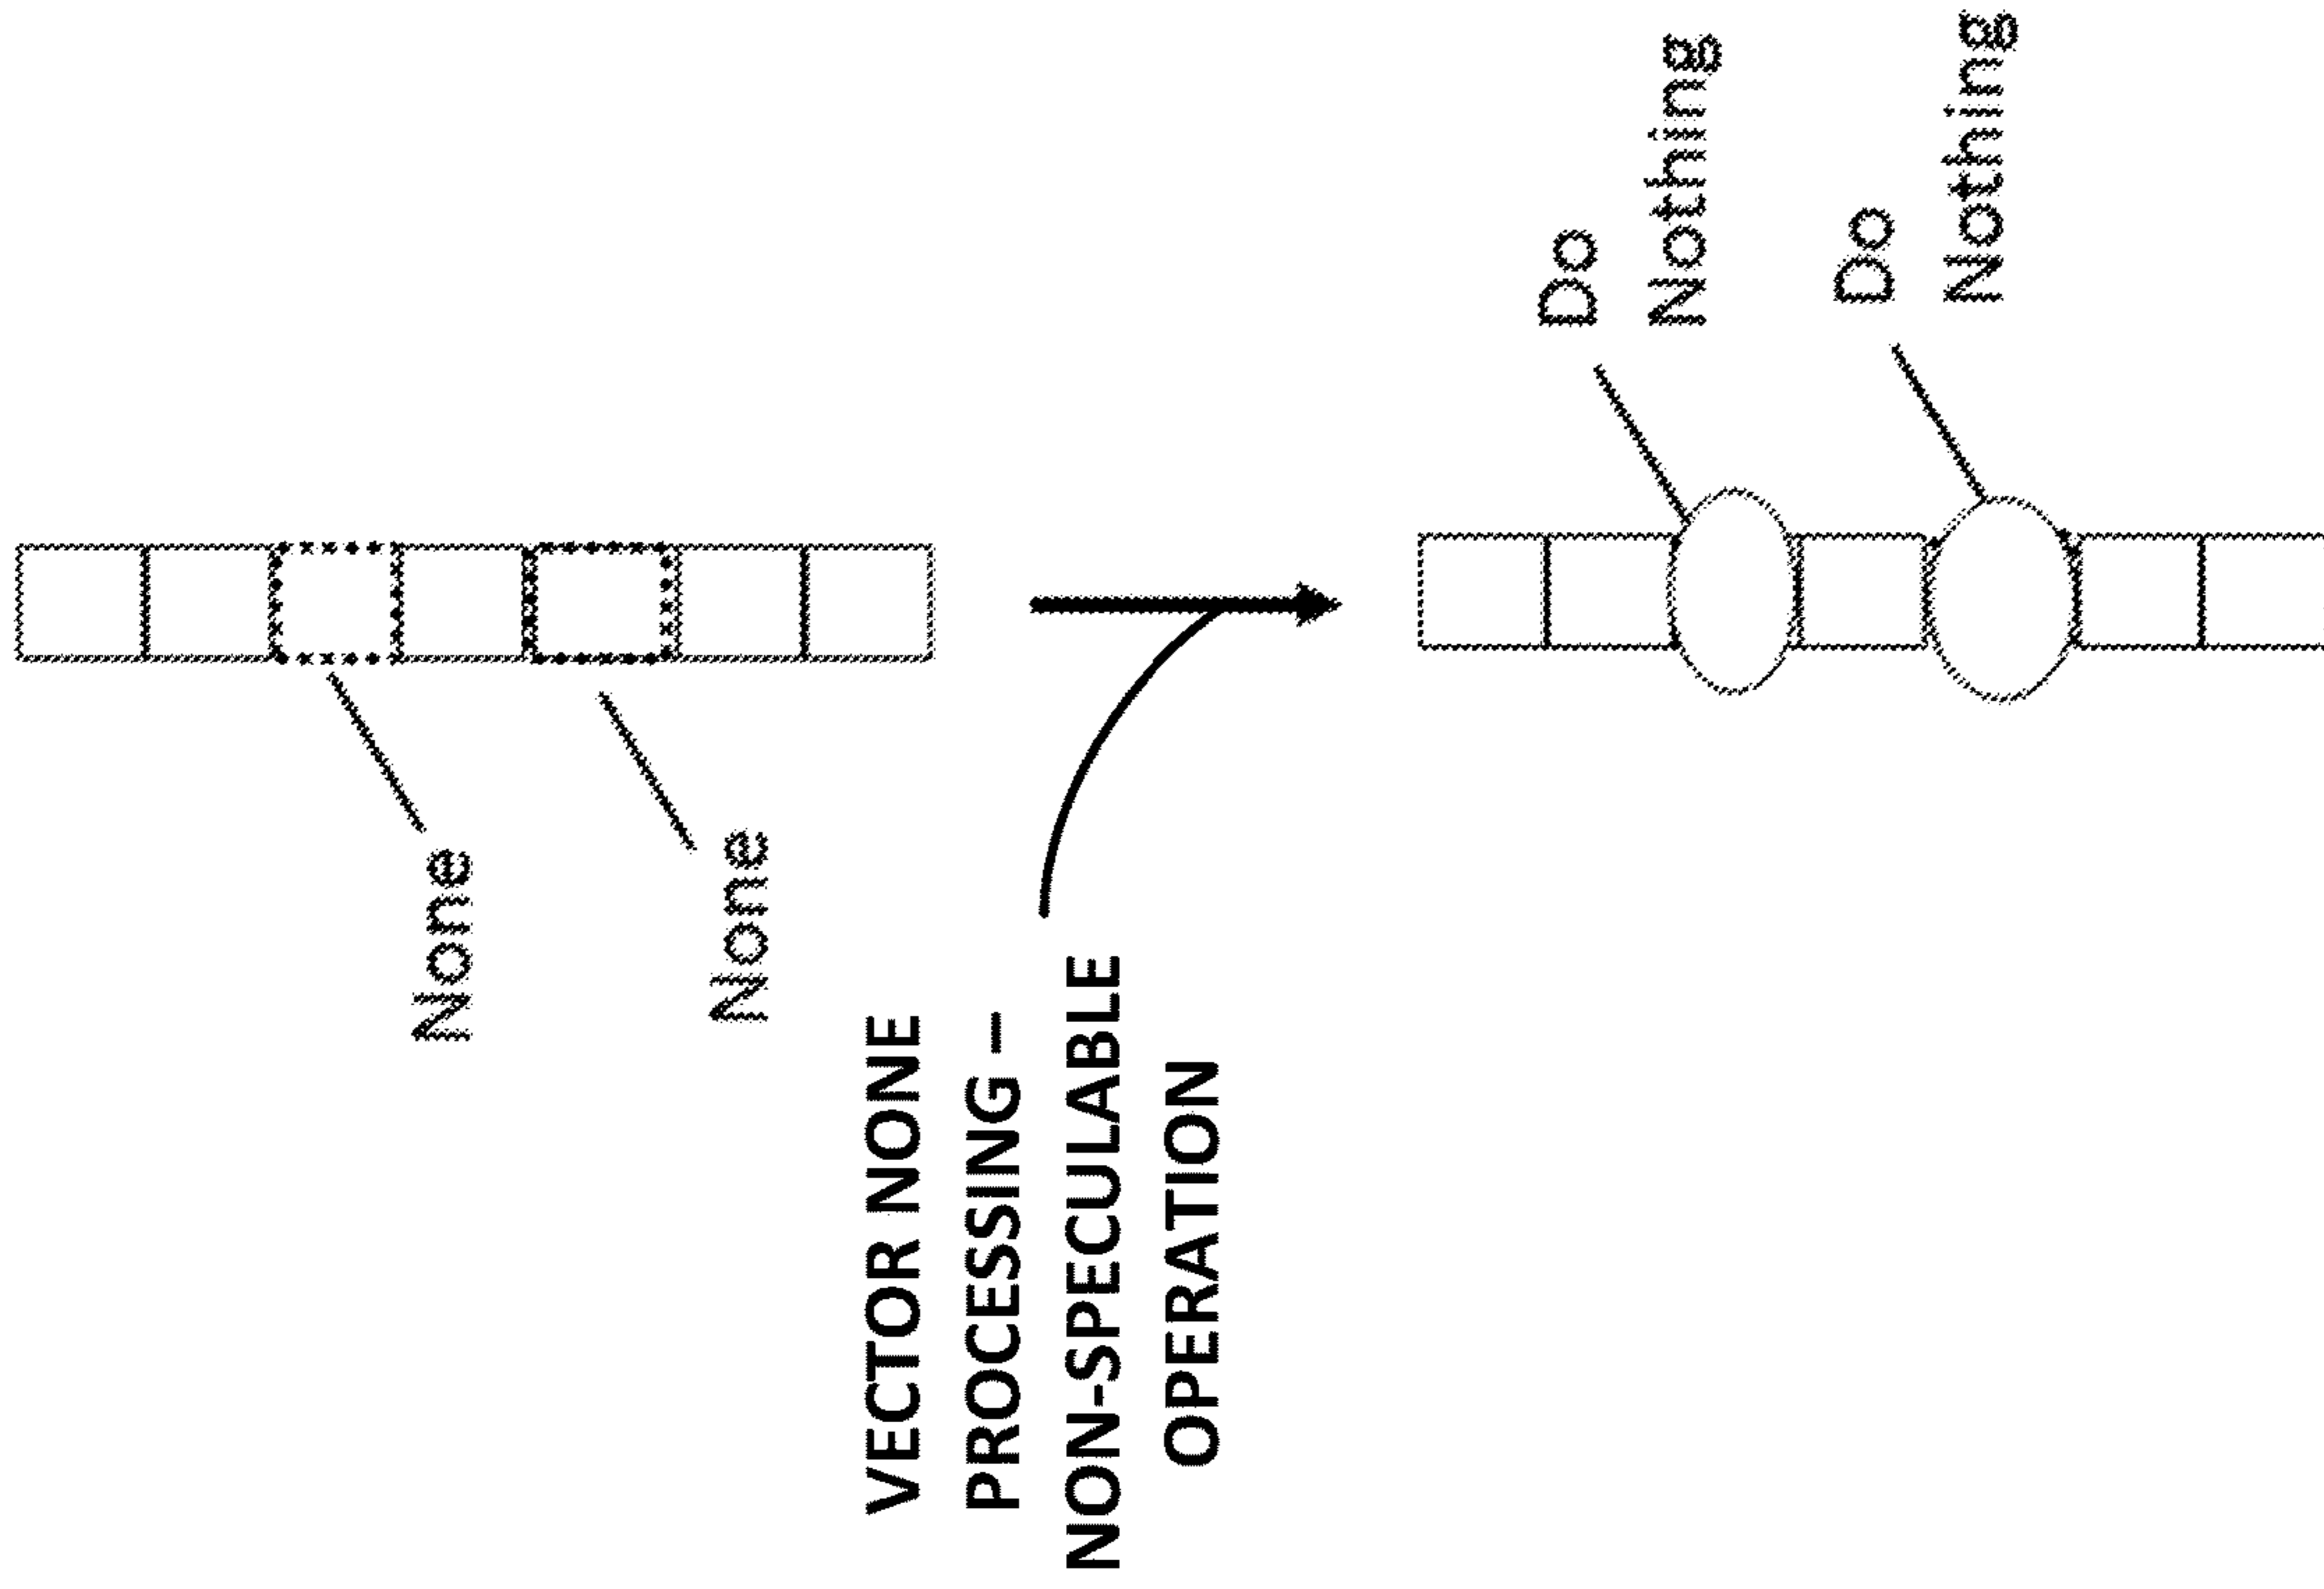 None
None
VECTOR NONE
PROCESSING –
NON-SPECULABLE
OPERATION
Do
Nothing
Do
Nothing